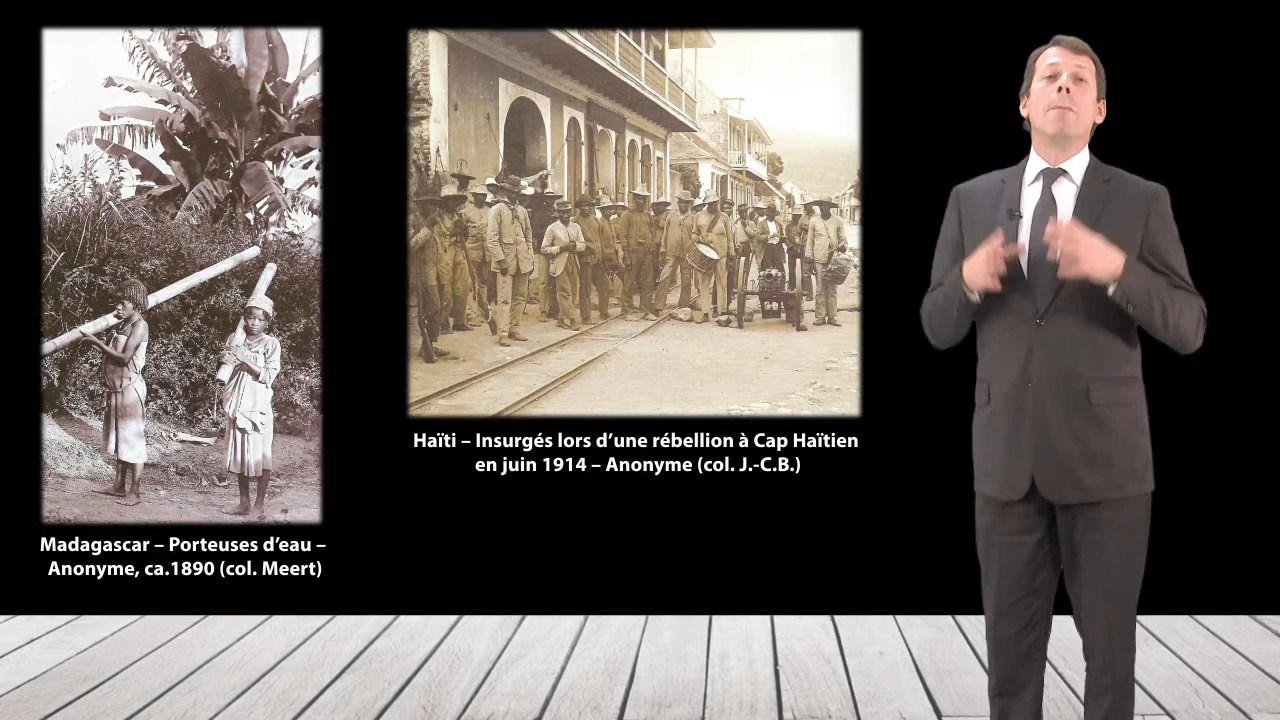 Madagascar – Porteuses d’eau –
Anonyme, ca.1890 (col. Meert)
Haïti – Insurgés lors d’une rébellion à Cap Haïtien
en juin 1914 – Anonyme (col. J.-C.B.)